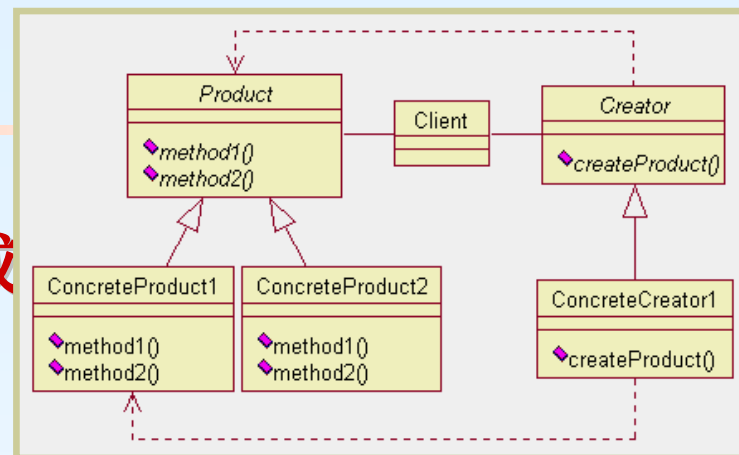 Product
method1()
method2()
Client
Creator
createProduct()
ConcreteProduct1
method1()
method2()
ConcreteProduct2
method1()
method2()
ConcreteCreator1
createProduct()